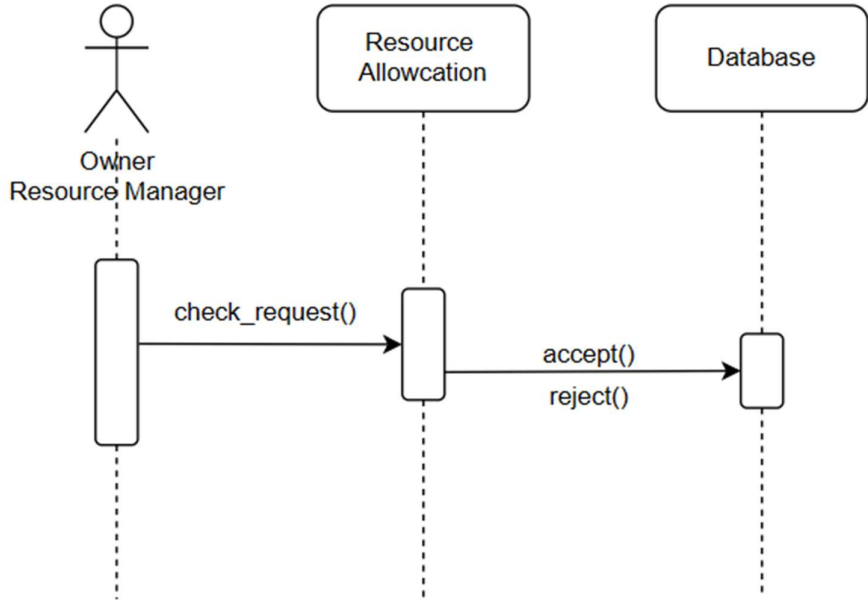 Resource
Allowcation
Database
Owner
Resource Manager
check_request()
accept()
reject()